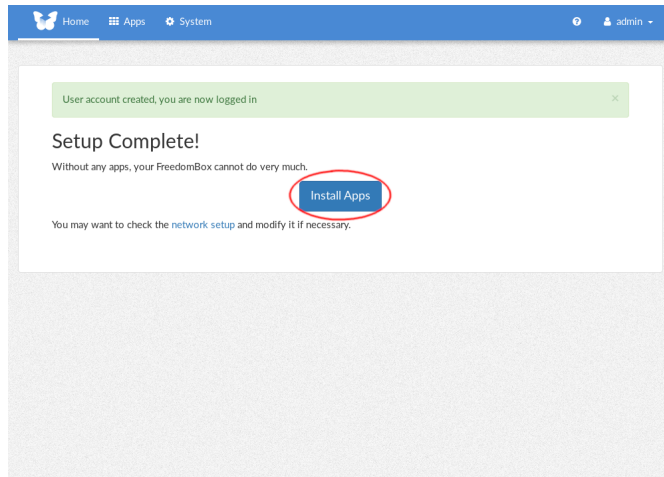 Home Apps System admin
User account created, you are now logged in
Setup Complete!
Without any apps, your FreedomBox cannot do very much.
Install Apps
You may want to check the network setup and modify it if necessary.